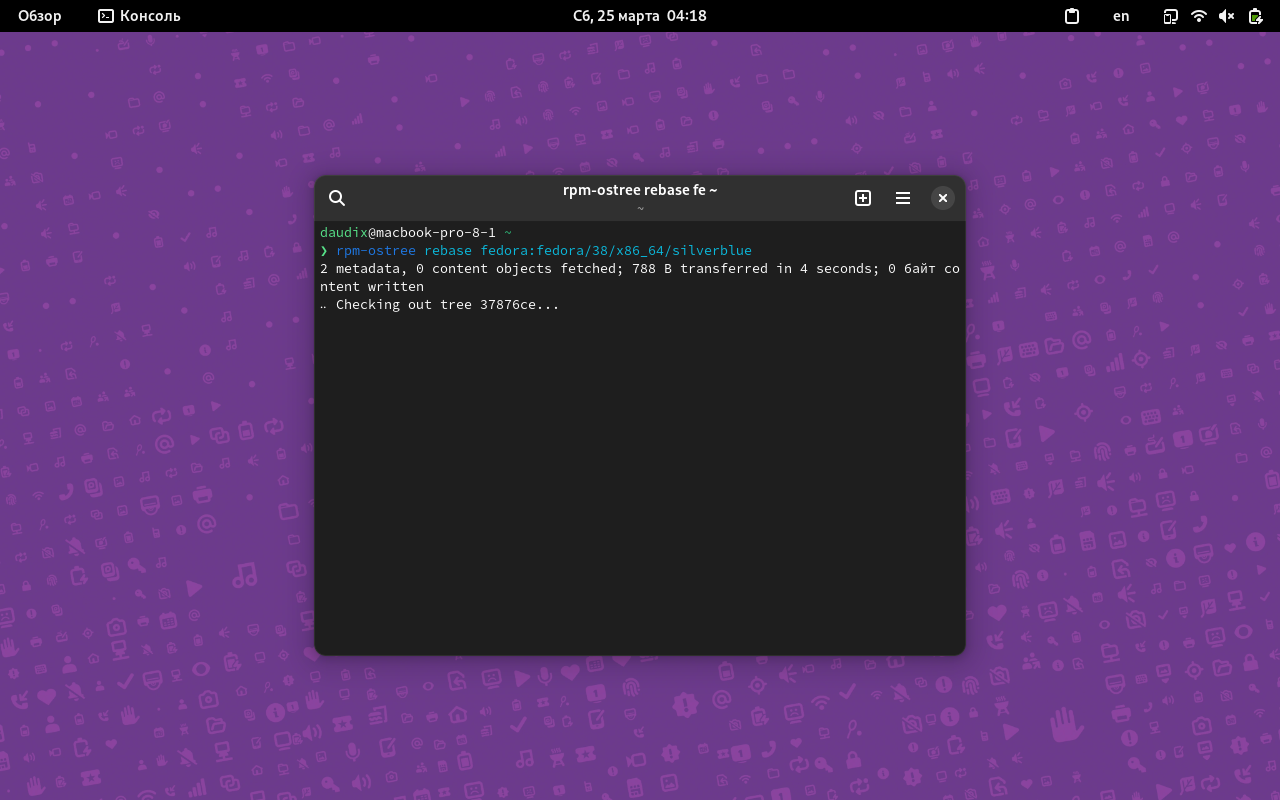 Обзор
Консоль
Сб, 25 марта 04:18
en
rpm-ostree rebase fe ~
~
daudix@macbook-pro-8-1 ~
❯ rpm-ostree rebase fedora:fedora/38/x86_64/silverblue
2 metadata, 0 content objects fetched; 788 B transferred in 4 seconds; 0 байт co
ntent written
⠤ Checking out tree 37876ce...